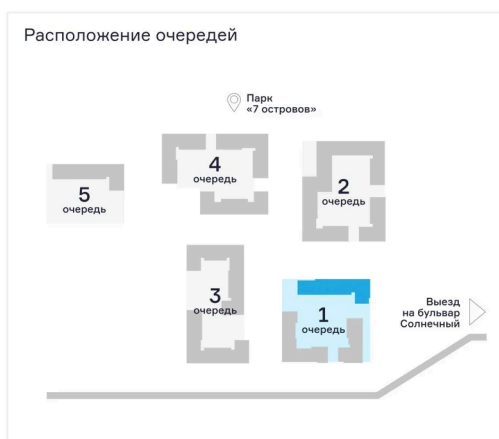 Расположение очередей
Парк
«7 островов»
4
очередь
2
очередь
5
очередь
3
очередь
1
очередь
Выезд
на бульвар
Солнечный